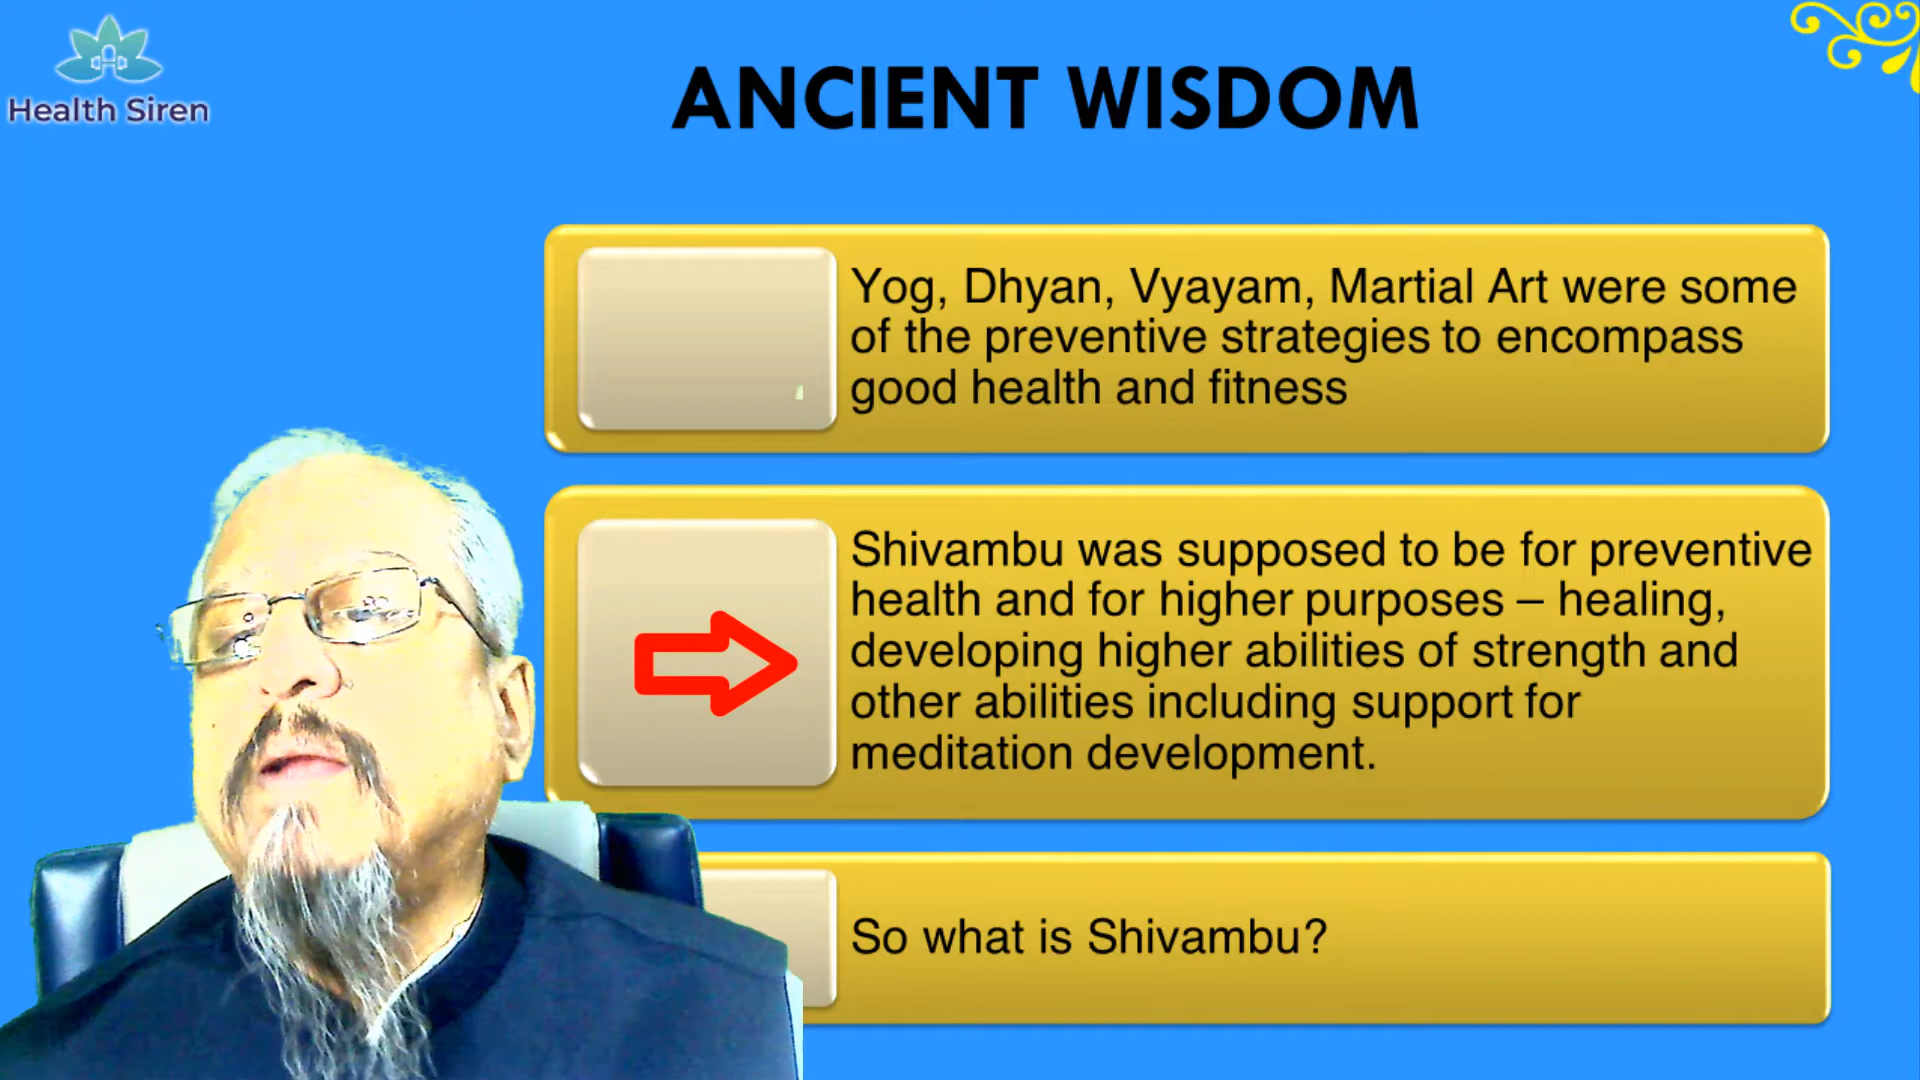 Health Siren
ANCIENT WISDOM
Yog, Dhyan, Vyayam, Martial Art were some
of the preventive strategies to encompass
good health and fitness
Shivambu was supposed to be for preventive
health and for higher purposes – healing,
developing higher abilities of strength and
other abilities including support for
meditation development.
So what is Shivambu?